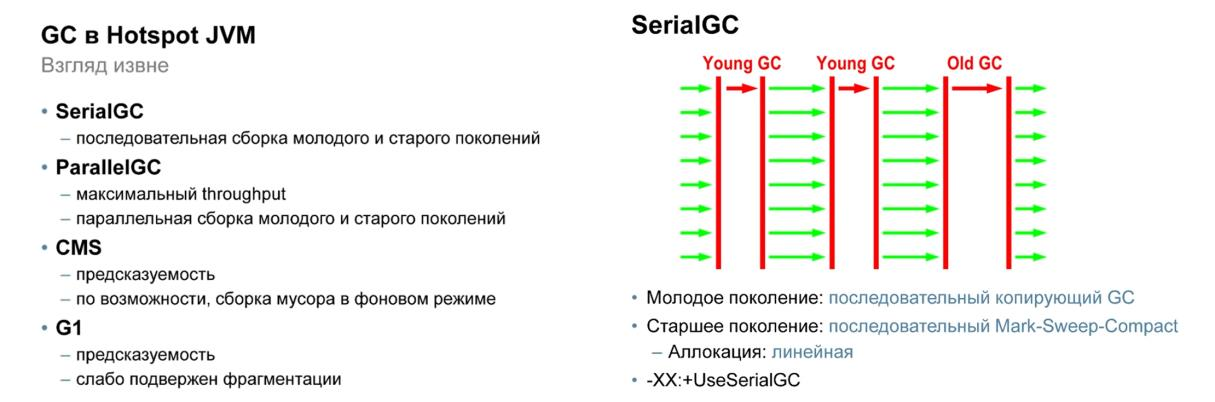 GC в Hotspot JVM
Взгляд извне
• SerialGC
– последовательная сборка молодого и старого поколений
• ParallelGC
– максимальный throughput
– параллельная сборка молодого и старого поколений
• CMS
– предсказуемость
– по возможности, сборка мусора в фоновом режиме
• G1
– предсказуемость
– слабо подвержен фрагментации
SerialGC
Young GC Young GC Old GC
• Молодое поколение: последовательный копирующий GC
• Старшее поколение: последовательный Mark-Sweep-Compact
– Аллокация: линейная
• -XX:+UseSerialGC